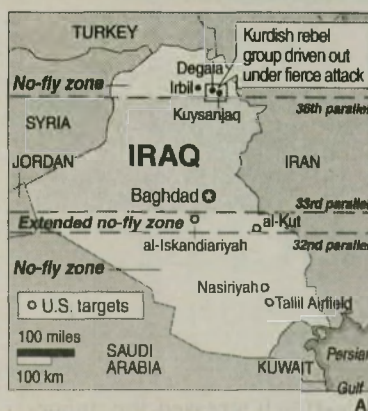 TURKEY
Kurdish rebel
group driven out
under fierce attack
Degala
No-fly zone
Irbil
36th parallel
Kuysanjaq
SYRIA
IRAQ
JORDAN
IRAN
Baghdad
33rd parallel
Extended no-fly zone
al-Kut
al-Iskandariyah
32nd parallel
No-fly zone
Nasiriyah
Tallil Airfield
U.S. targets
100 miles
100 km
SAUDI
ARABIA
KUWAIT
Persian
Gulf
A